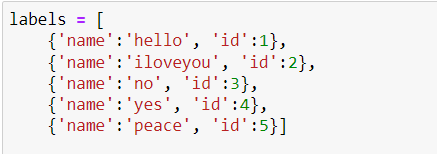 labels = [
    {'name':'hello', 'id':1},
    {'name':'iloveyou', 'id':2},
    {'name':'no', 'id':3},
    {'name':'yes', 'id':4},
    {'name':'peace', 'id':5}]